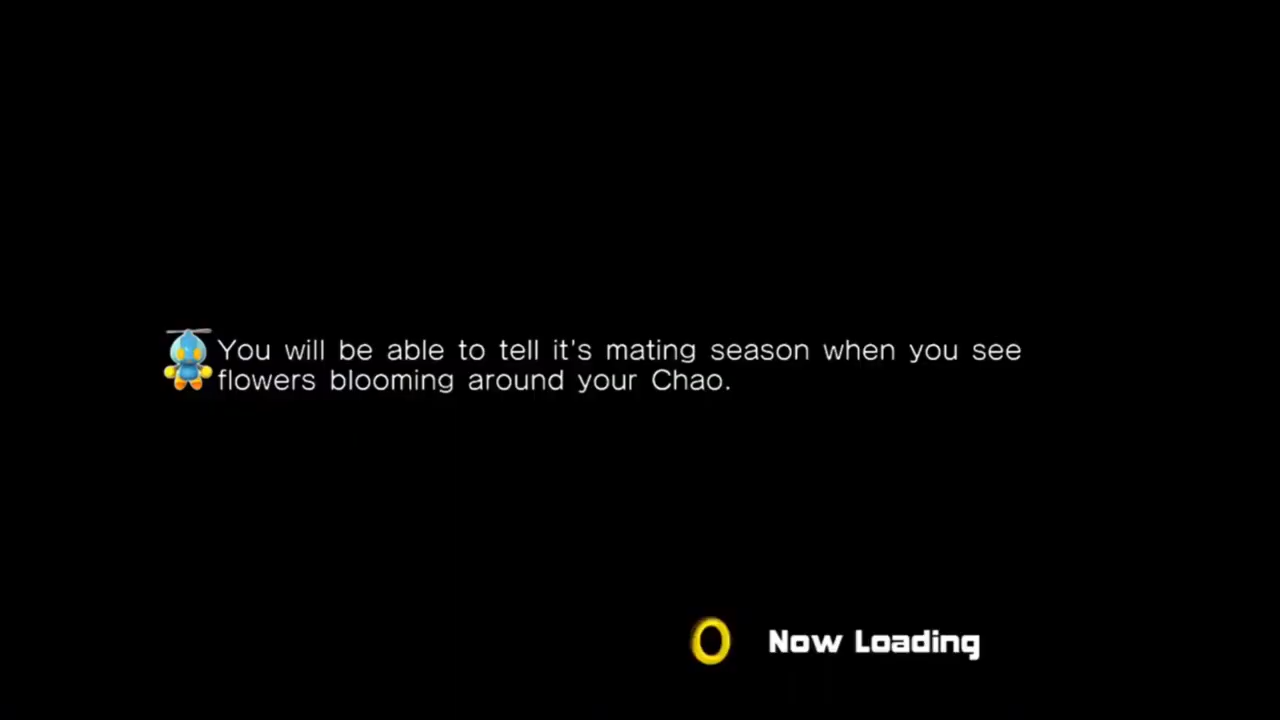 You will be able to tell it's mating season when you see
flowers blooming around your Chao.
Now Loading